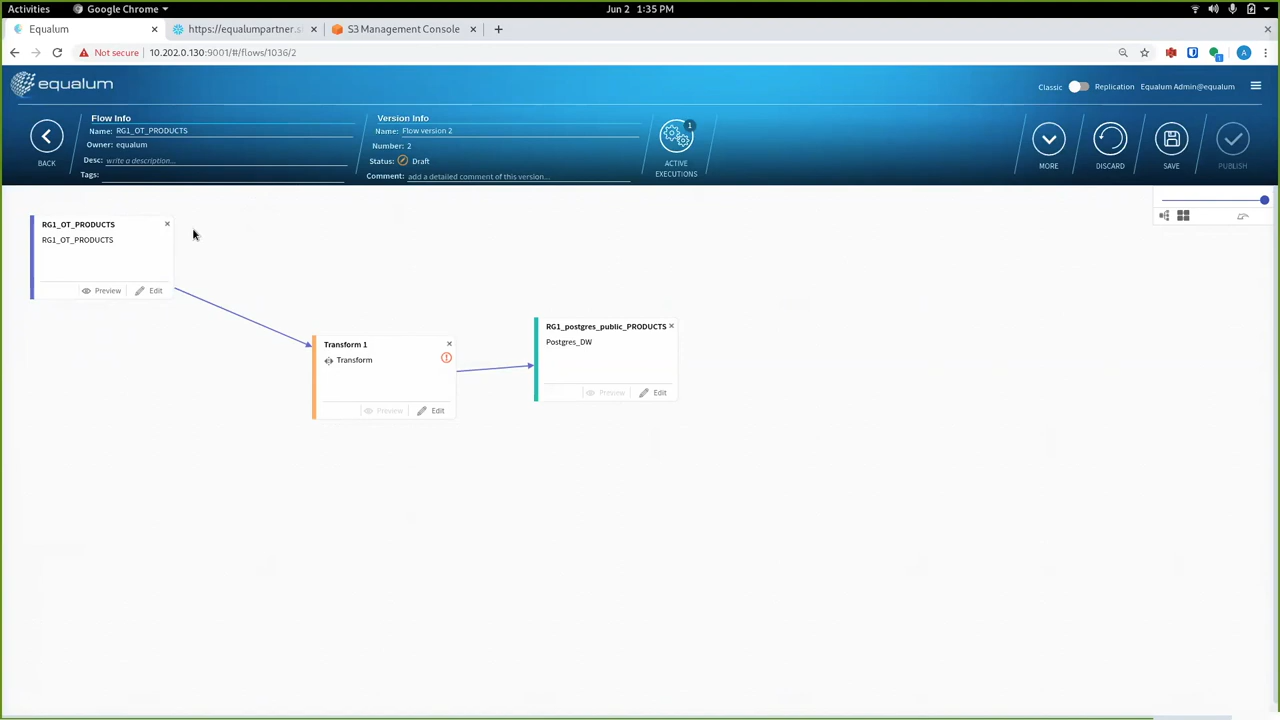 Activities
Google Chrome
Jun 2 1:35 PM
Equalum
https://equalumpartner.s
S3 Management Console
Not secure
10.202.0.130:9001/#/flows/1036/2
A
equalum
Classic
Replication
Equalum Admin@equalum
BACK
Flow Info
Name: RG1_OT_PRODUCTS
Owner: equalum
Desc: write a description...
Tags:
Version Info
Name: Flow version 2
Number: 2
Status: Draft
Comment: add a detailed comment of this version...
1
ACTIVE
EXECUTIONS
MORE
DISCARD
SAVE
PUBLISH
RG1_OT_PRODUCTS
RG1_OT_PRODUCTS
Preview
Edit
Transform 1
Transform
Preview
Edit
RG1_postgres_public_PRODUCTS
Postgres_DW
Preview
Edit